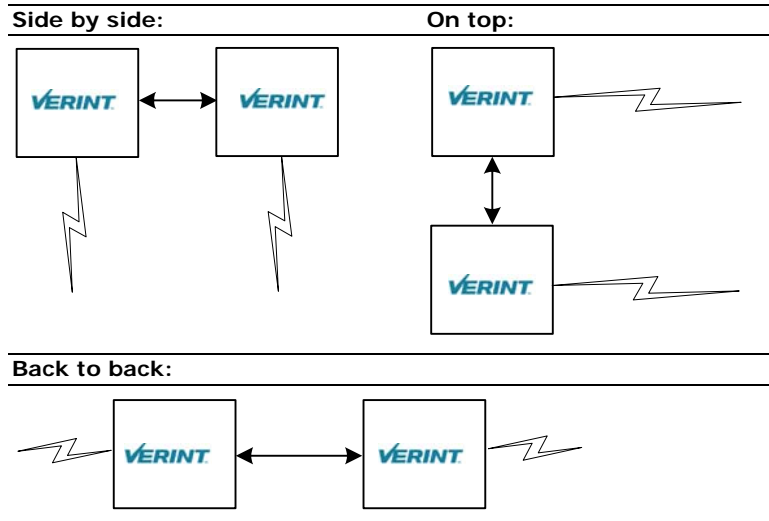 Side by side: On top:
VERINT. VERINT. VERINT.
VERINT.
Back to back:
VERINT. VERINT.